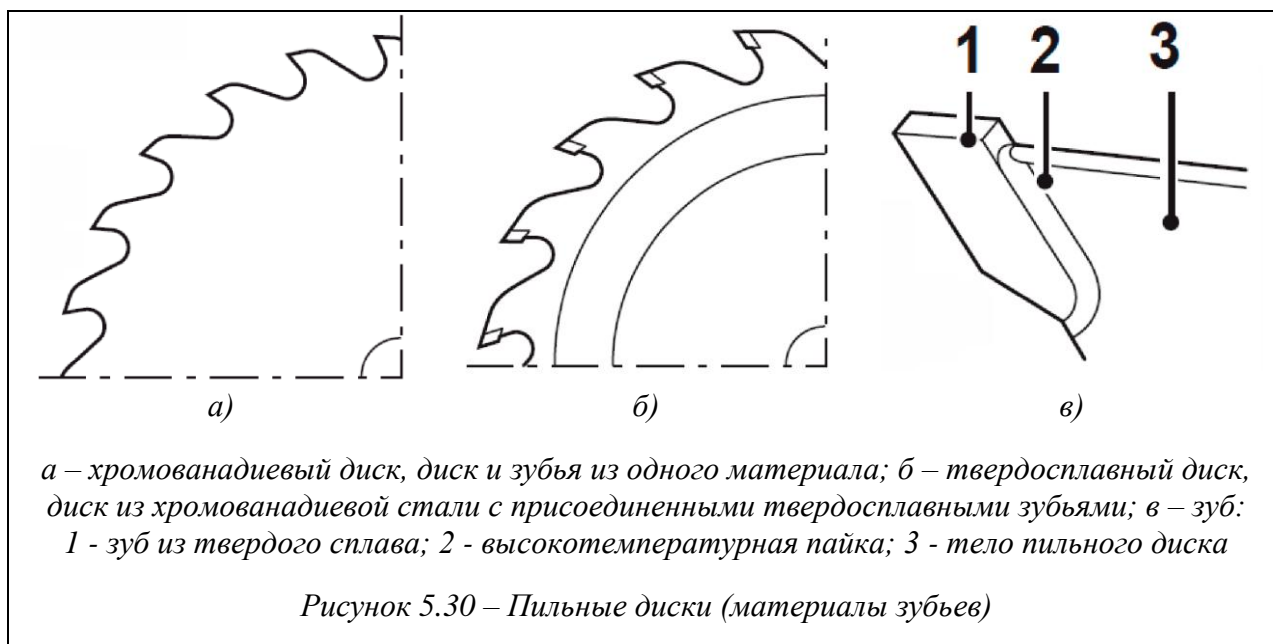 1 2 3
а) б) в)
а – хромованадиевый диск, диск и зубья из одного материала; б – твердосплавный диск,
диск из хромованадиевой стали с присоединенными твердосплавными зубьями; в – зуб:
1 - зуб из твердого сплава; 2 - высокотемпературная пайка; 3 - тело пильного диска
Рисунок 5.30 – Пильные диски (материалы зубьев)